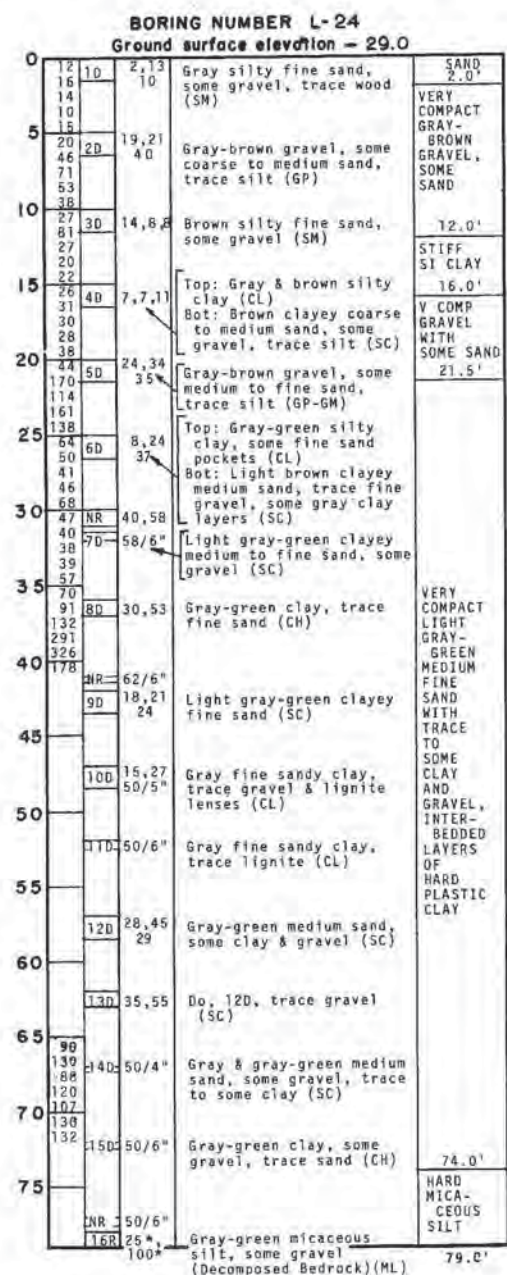 BORING NUMBER L-24
Ground surface elevation - 29.0
0
12
16
14
10
15
1D
2,13
10
Gray silty fine sand,
some gravel, trace wood
(SM)
SAND
2.0'
5
20
46
71
53
38
2D
19,21
40
Gray-brown gravel, some
coarse to medium sand,
trace silt (GP)
VERY
COMPACT
GRAY-
BROWN
GRAVEL,
SOME
SAND
12.0'
10
27
81
27
20
22
3D
14,8,8
Brown silty fine sand,
some gravel (SM)
STIFF
SI CLAY
16.0'
15
26
31
30
28
38
4D
7,7,11
Top: Gray & brown silty
clay (CL)
Bot: Brown clayey coarse
to medium sand, some
gravel, trace silt (SC)
V COMP
GRAVEL
WITH
SOME SAND
21.5'
20
44
170
114
161
138
5D
24,34
35
Gray-brown gravel, some
medium to fine sand,
trace silt (GP-GM)
25
64
50
41
46
68
6D
8,24
37
Top: Gray-green silty
clay, some fine sand
pockets (CL)
Bot: Light brown clayey
medium sand, trace fine
gravel, some gray clay
layers (SC)
30
47
40
38
39
57
NR
40,58
7D
58/6"
Light gray-green clayey
medium to fine sand, some
gravel (SC)
35
70
91
132
291
326
178
8D
30,53
Gray-green clay, trace
fine sand (CH)
40
NR
62/6"
9D
18,21
24
Light gray-green clayey
fine sand (SC)
45
10D
15,27
50/5"
Gray fine sandy clay,
trace gravel & lignite
lenses (CL)
50
11D
50/6"
Gray fine sandy clay,
trace lignite (CL)
55
12D
28,45
29
Gray-green medium sand,
some clay & gravel (SC)
60
13D
35,55
Do, 12D, trace gravel
(SC)
65
90
139
88
120
107
130
132
14D
50/4"
Gray & gray-green medium
sand, some gravel, trace
to some clay (SC)
70
15D
50/6"
Gray-green clay, some
gravel, trace sand (CH)
VERY
COMPACT
LIGHT
GRAY-
GREEN
MEDIUM
FINE
SAND
WITH
TRACE
TO
SOME
CLAY
AND
GRAVEL,
INTER-
BEDDED
LAYERS
OF
HARD
PLASTIC
CLAY
74.0'
75
NR
50/6"
16R
25*,
100*
Gray-green micaceous
silt, some gravel
(Decomposed Bedrock)(ML)
HARD
MICA-
CEOUS
SILT
79.0'